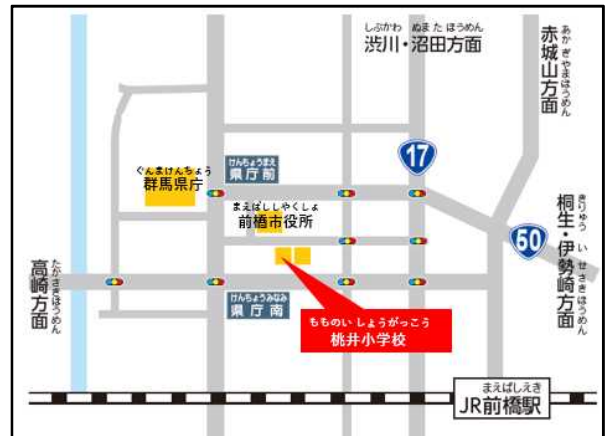 しぶかわ ぬまたほうめん
渋川・沼田方面
あかぎやまほうめん
赤城山方面
17
けんちょうまえ
県庁前
ぐんまけんちょう
群馬県庁
まえばししやくしょ
前橋市役所
きりゅう いせさきほうめん
桐生・伊勢崎方面
50
たかさきほうめん
高崎方面
けんちょうみなみ
県庁南
もものい しょうがっこう
桃井小学校
まえばしえき
JR前橋駅